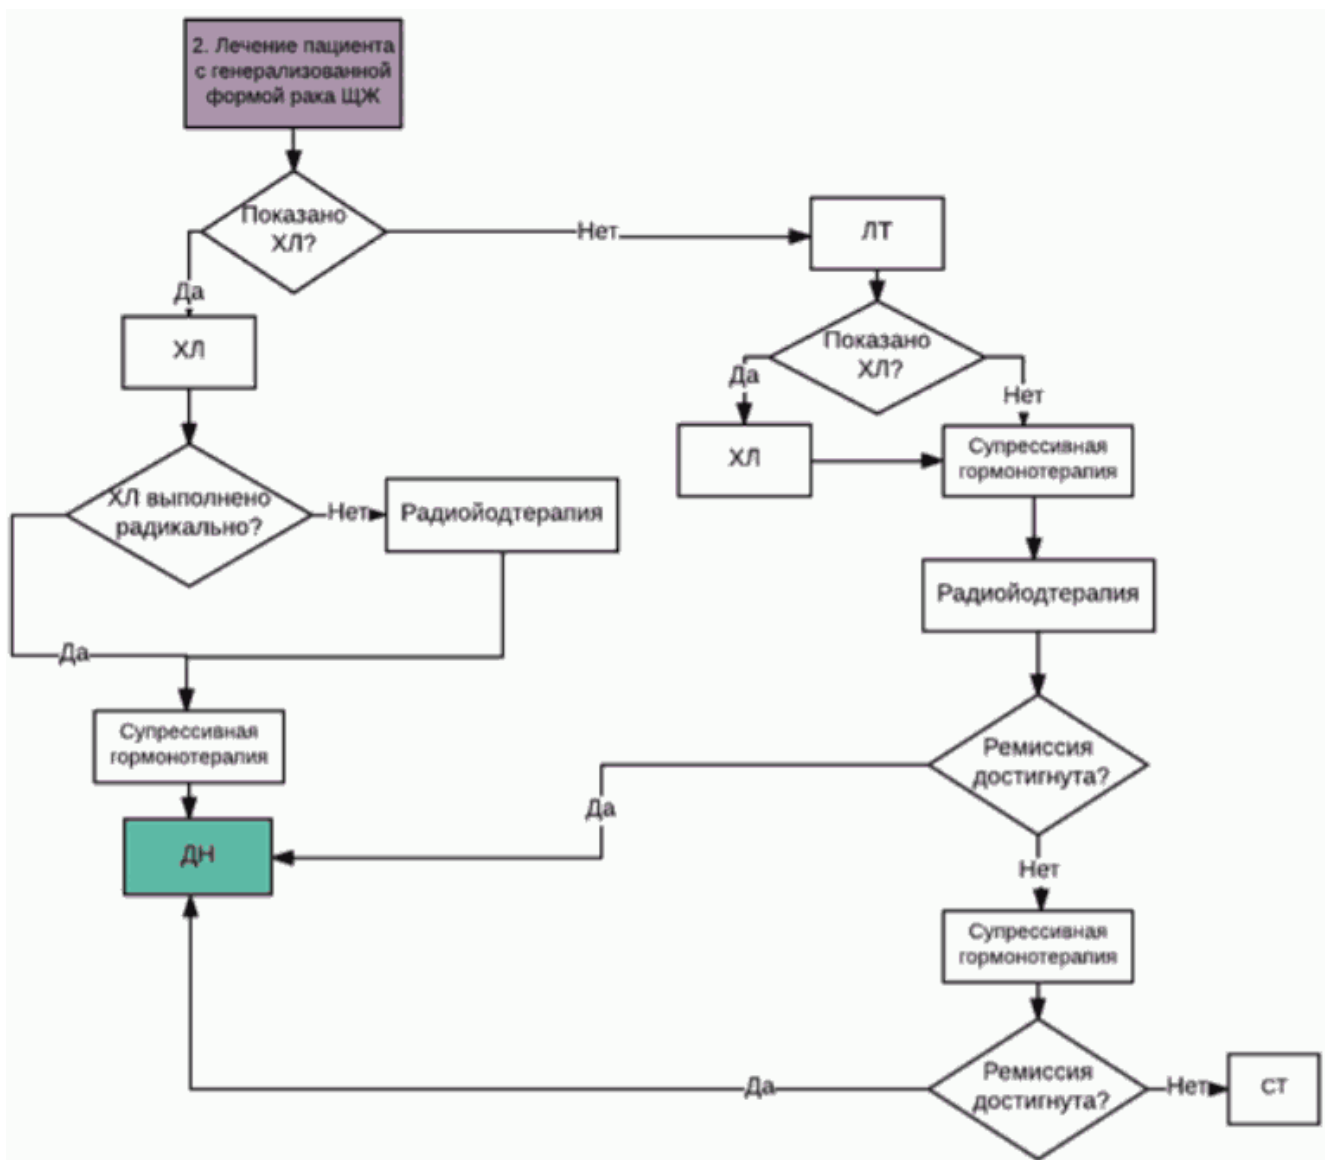 2. Лечение пациента
с генерализованной
формой рака ЩЖ
Показано
ХЛ?
Нет
ЛТ
Да
ХЛ
Показано
ХЛ?
Да
Нет
ХЛ
Супрессивная
гормонотерапия
ХЛ выполнено
радикально?
Нет
Радиойодтерапия
Радиойодтерапия
Да
Супрессивная
гормонотерапия
Ремиссия
достигнута?
Да
ДН
Нет
Супрессивная
гормонотерапия
Ремиссия
достигнута?
Да
Нет
СТ